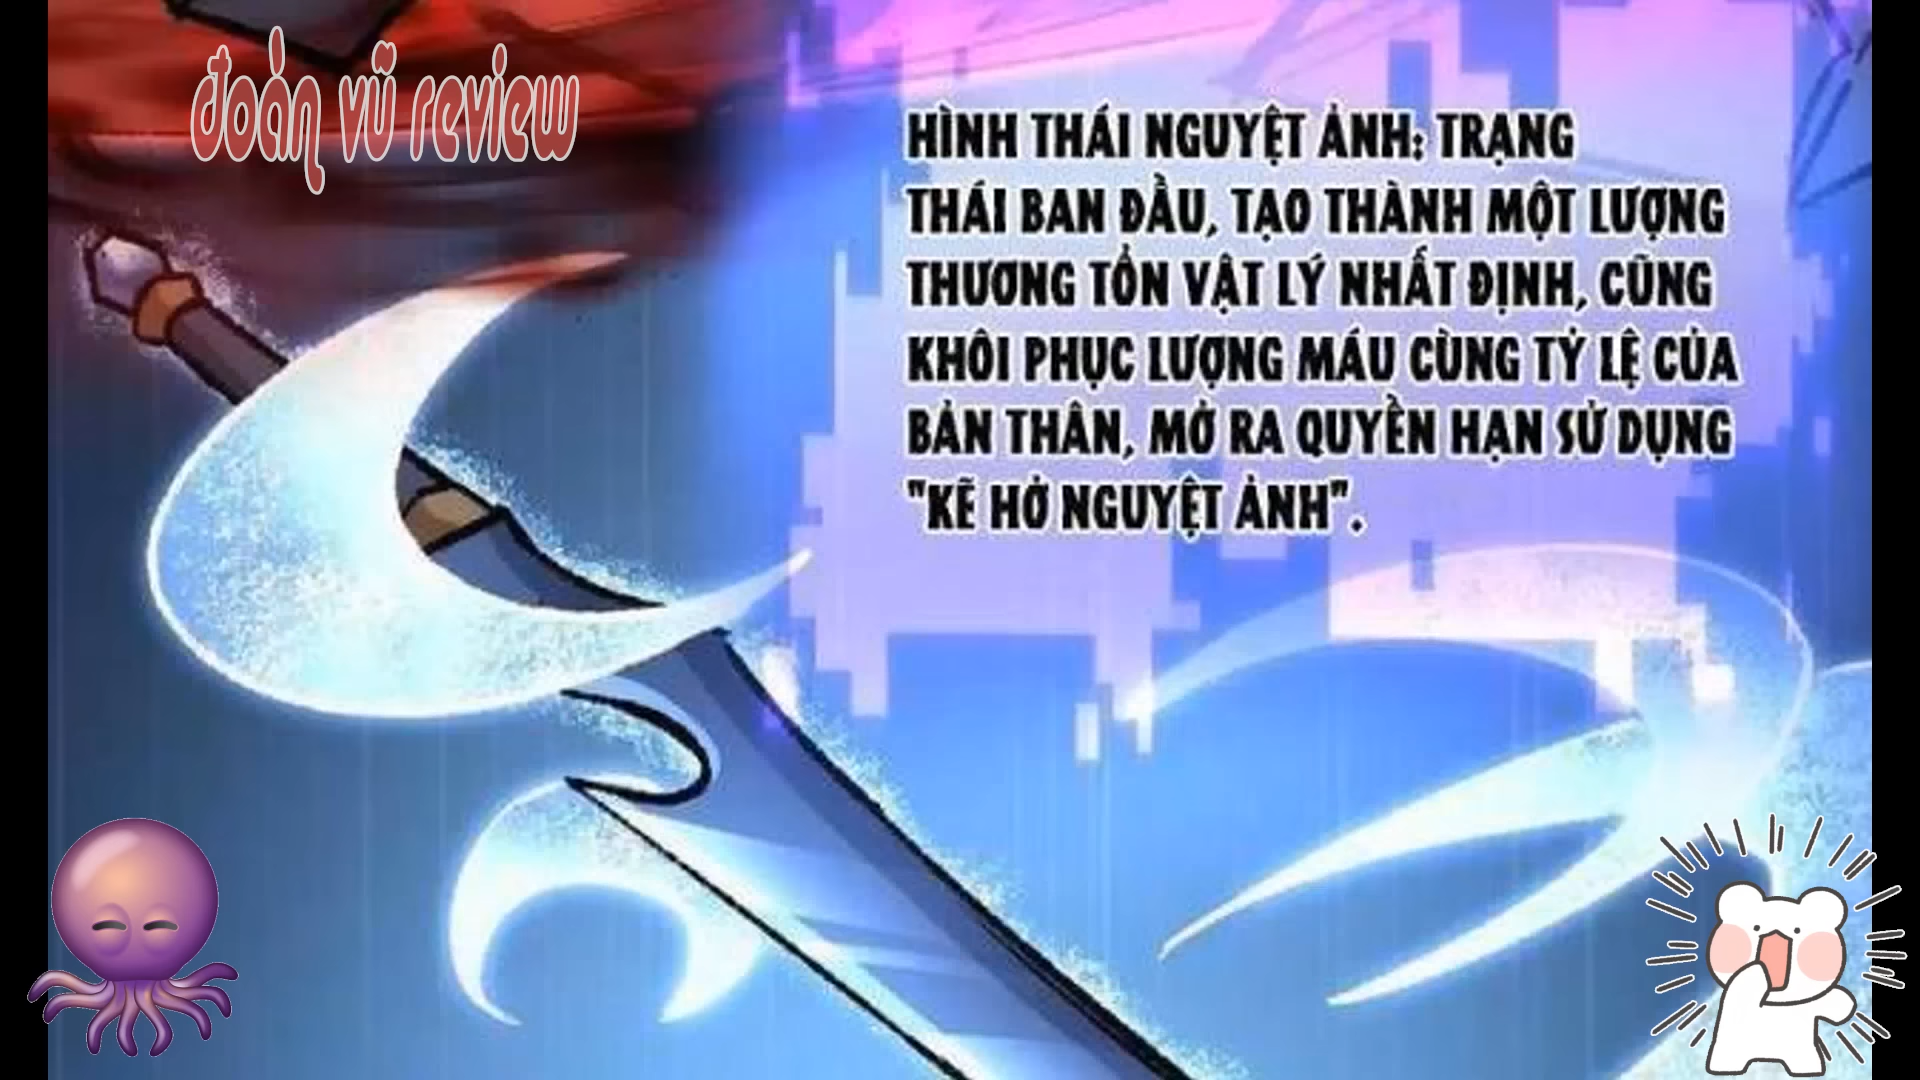 đoản vũ review
HÌNH THÁI NGUYỆT ẢNH: TRẠNG
THÁI BAN ĐẦU, TẠO THÀNH MỘT LƯỢNG
THƯƠNG TỔN VẬT LÝ NHẤT ĐỊNH, CŨNG
KHÔI PHỤC LƯỢNG MÁU CÙNG TỶ LỆ CỦA
BẢN THÂN, MỞ RA QUYỀN HẠN SỬ DỤNG
"KẼ HỞ NGUYỆT ẢNH".